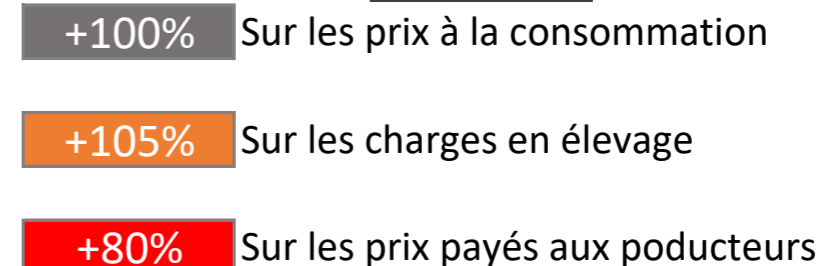 +100% Sur les prix à la consommation
+105% Sur les charges en élevage
+80% Sur les prix payés aux poducteurs